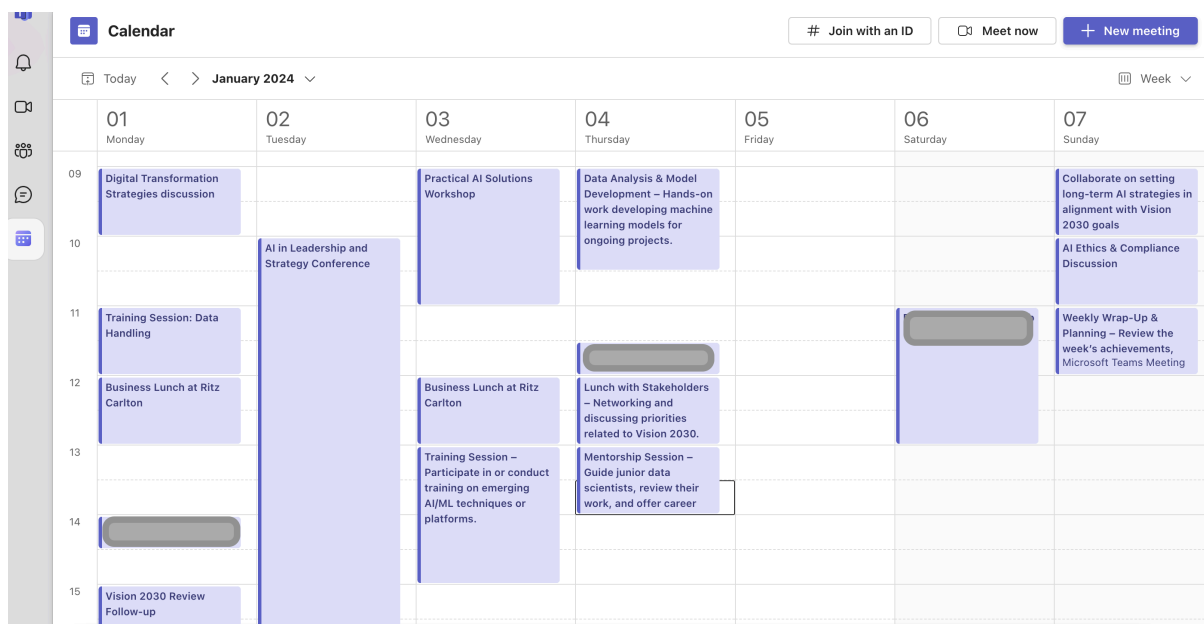 Calendar
# Join with an ID
Meet now
+ New meeting
Today
January 2024
Week
01
Monday
02
Tuesday
03
Wednesday
04
Thursday
05
Friday
06
Saturday
07
Sunday
09
10
11
12
13
14
15
Digital Transformation
Strategies discussion
Training Session: Data
Handling
Business Lunch at Ritz
Carlton
Vision 2030 Review
Follow-up
AI in Leadership and
Strategy Conference
Practical AI Solutions
Workshop
Business Lunch at Ritz
Carlton
Training Session –
Participate in or conduct
training on emerging
AI/ML techniques or
platforms.
Data Analysis & Model
Development – Hands-on
work developing machine
learning models for
ongoing projects.
Lunch with Stakeholders
– Networking and
discussing priorities
related to Vision 2030.
Mentorship Session –
Guide junior data
scientists, review their
work, and offer career
Collaborate on setting
long-term AI strategies in
alignment with Vision
2030 goals
AI Ethics & Compliance
Discussion
Weekly Wrap-Up &
Planning – Review the
week's achievements,
Microsoft Teams Meeting